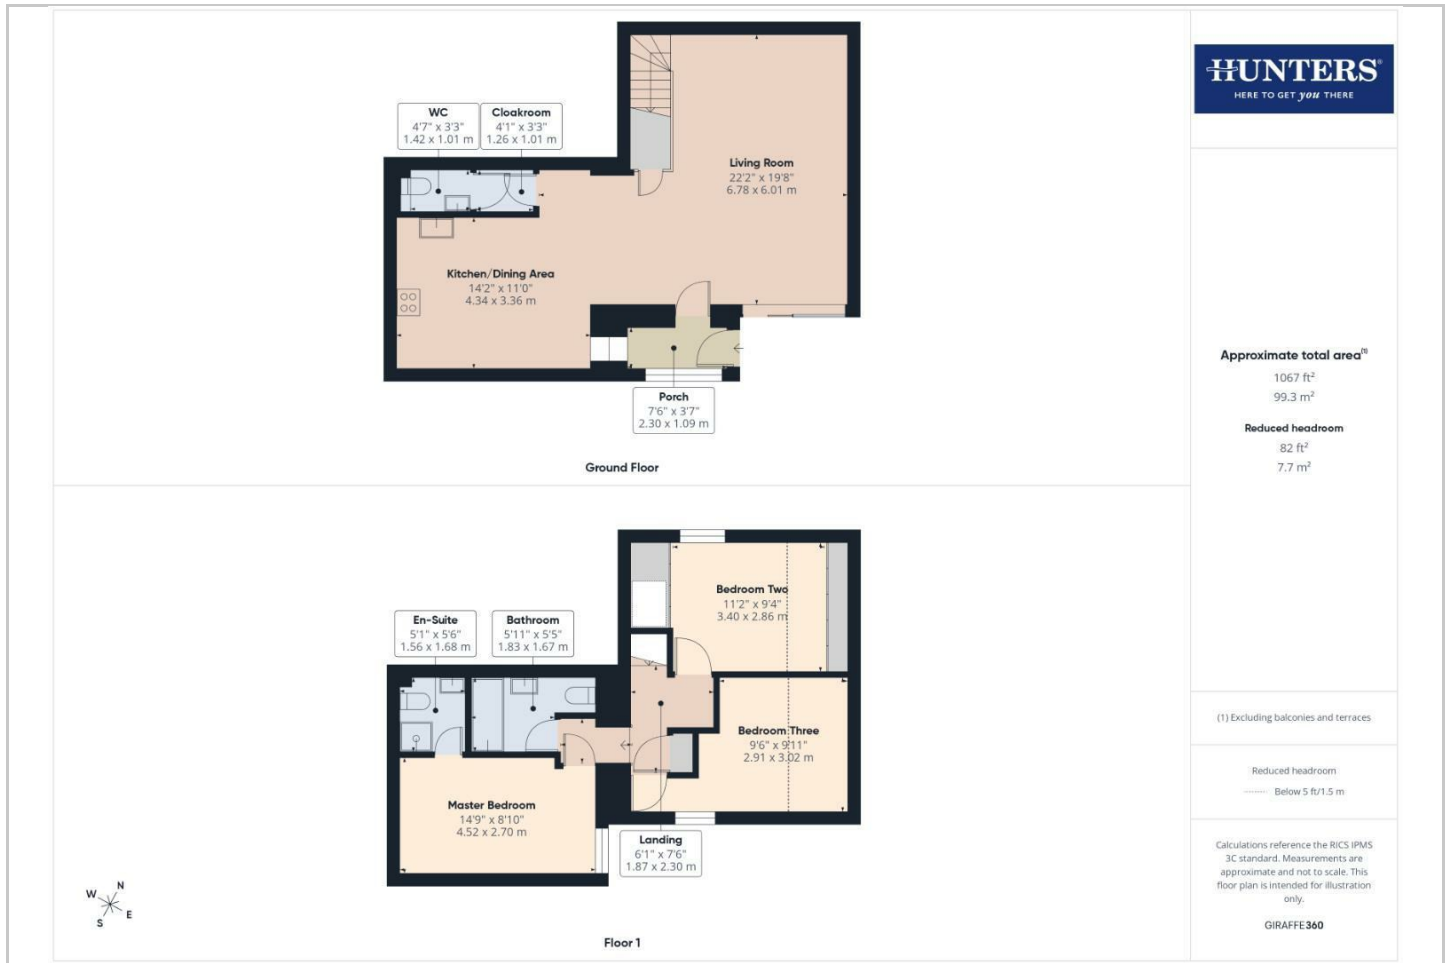 WC
4'7" x 3'3"
1.42 x 1.01 m
Cloakroom
4'1" x 3'3"
1.26 x 1.01 m
Living Room
22'2" x 19'8"
6.78 x 6.01 m
Kitchen/Dining Area
14'2" x 11'0"
4.34 x 3.36 m
Porch
7'6" x 3'7"
2.30 x 1.09 m
Ground Floor
Bedroom Two
11'2" x 9'4"
3.40 x 2.86 m
En-Suite
5'1" x 5'6"
1.56 x 1.68 m
Bathroom
5'11" x 5'5"
1.83 x 1.67 m
Bedroom Three
9'6" x 9'11"
2.91 x 3.02 m
Master Bedroom
14'9" x 8'10"
4.52 x 2.70 m
Landing
6'1" x 7'6"
1.87 x 2.30 m
N
W
E
S
Floor 1
HUNTERS®
HERE TO GET you THERE
Approximate total area(1)
1067 ft²
99.3 m²
Reduced headroom
82 ft²
7.7 m²
(1) Excluding balconies and terraces
Reduced headroom
Below 5 ft/1.5 m
Calculations reference the RICS IPMS
3C standard. Measurements are
approximate and not to scale. This
floor plan is intended for illustration
only.
GIRAFFE360